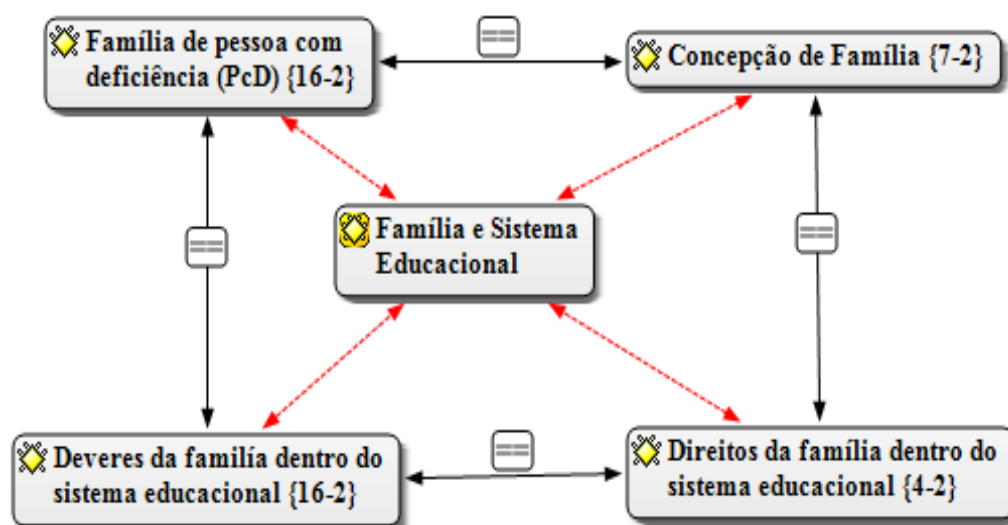 Família de pessoa com
deficiência (PcD) {16-2}
==
Concepção de Família {7-2}
==
==
Família e Sistema
Educacional
Deveres da família dentro do
sistema educacional {16-2}
==
Direitos da família dentro do
sistema educacional {4-2}